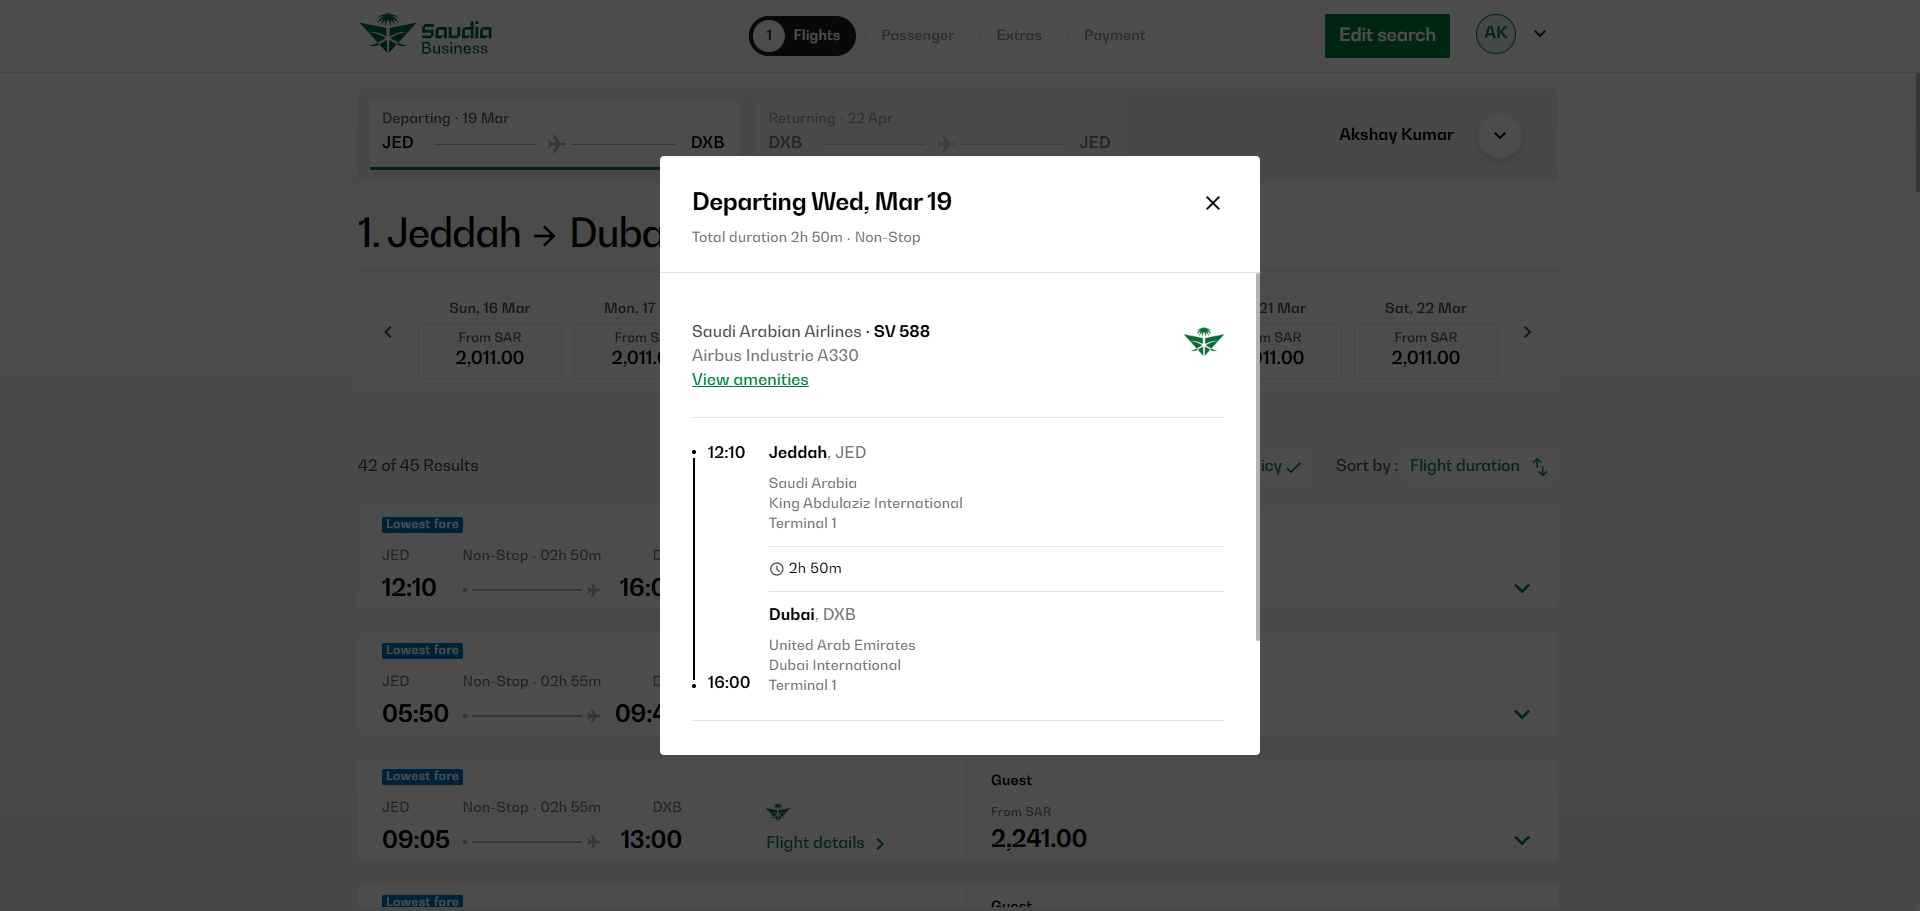 Saudia
Business
1 Flights
Passenger
Extras
Payment
Edit search
AK
Departing · 19 Mar
JED DXB
Returning · 22 Apr
DXB JED
Akshay Kumar
1. Jeddah → Duba
Sun, 16 Mar
From SAR
2,011.00
Mon, 17
From S
2,011.
21 Mar
m SAR
011.00
Sat, 22 Mar
From SAR
2,011.00
42 of 45 Results
icy
Sort by : Flight duration
Lowest fare
JED Non-Stop · 02h 50m D
12:10 16:0
Lowest fare
JED Non-Stop · 02h 55m D
05:50 09:4
Lowest fare
JED Non-Stop · 02h 55m DXB
09:05 13:00
Flight details
Guest
From SAR
2,241.00
Lowest fare
Guest
Departing Wed, Mar 19
Total duration 2h 50m · Non-Stop
Saudi Arabian Airlines · SV 588
Airbus Industrie A330
View amenities
12:10 Jeddah, JED
Saudi Arabia
King Abdulaziz International
Terminal 1
2h 50m
Dubai, DXB
United Arab Emirates
Dubai International
16:00 Terminal 1